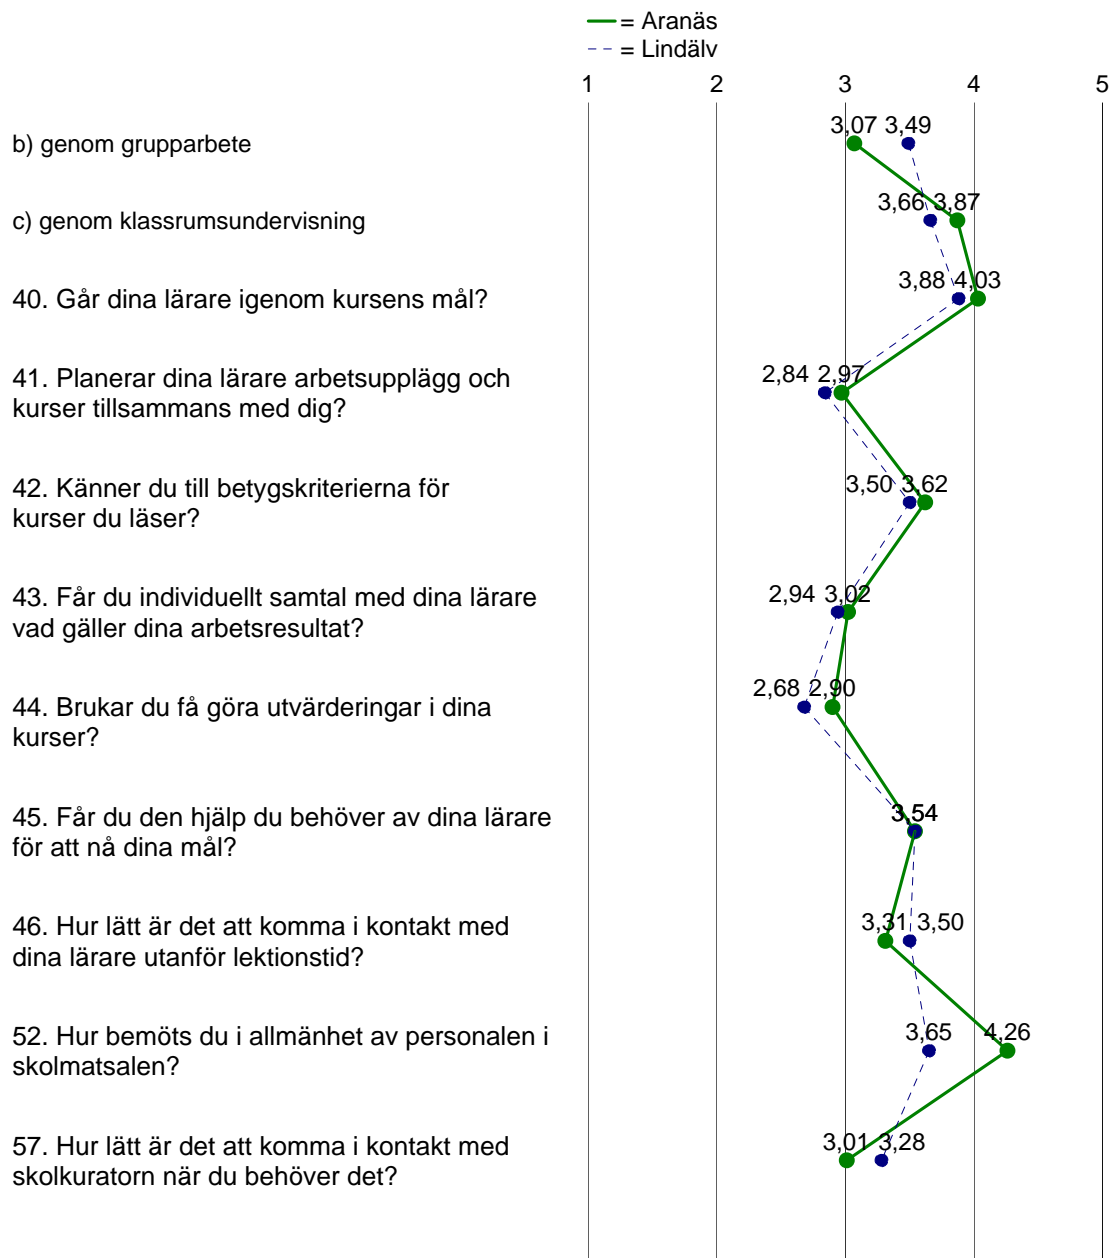 = Aranäs
= Lindälv
1 2 3 4 5
b) genom grupparbete
3,07 3,49
c) genom klassrumsundervisning
3,66 3,87
40. Går dina lärare igenom kursens mål?
3,88 4,03
41. Planerar dina lärare arbetsupplägg och
kurser tillsammans med dig?
2,84 2,97
42. Känner du till betygskriterierna för
kurser du läser?
3,50 3,62
43. Får du individuellt samtal med dina lärare
vad gäller dina arbetsresultat?
2,94 3,02
44. Brukar du få göra utvärderingar i dina
kurser?
2,68 2,90
45. Får du den hjälp du behöver av dina lärare
för att nå dina mål?
3,54
46. Hur lätt är det att komma i kontakt med
dina lärare utanför lektionstid?
3,31 3,50
52. Hur bemöts du i allmänhet av personalen i
skolmatsalen?
3,65 4,26
57. Hur lätt är det att komma i kontakt med
skolkuratorn när du behöver det?
3,01 3,28